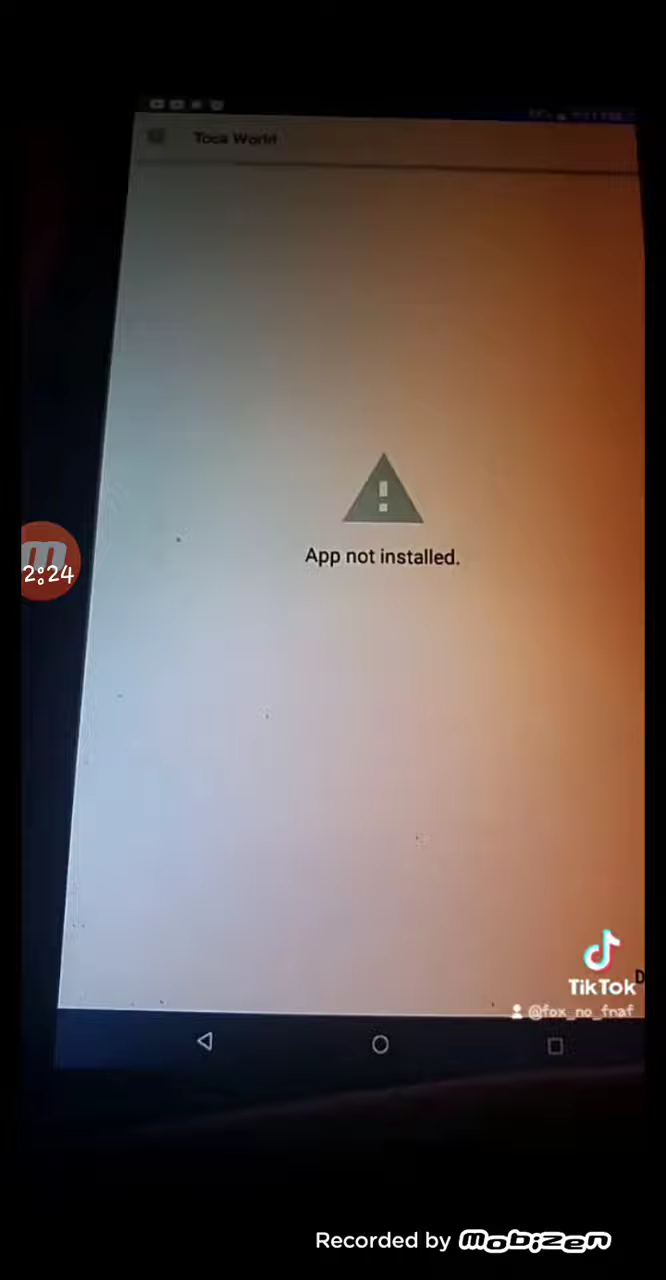 Toca World
App not installed.
2:24
TikTok
@fox_no_fnaf
Recorded by mobizen